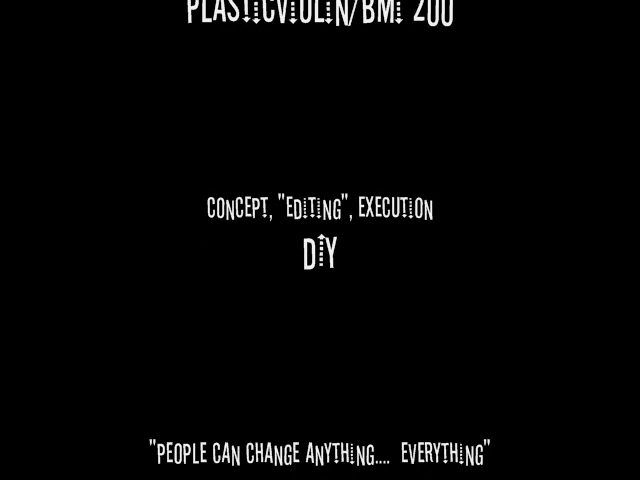 PLASTICVIOLIN/BMI 200
CONCEPT, "EDITING", EXECUTION
DIY
"PEOPLE CAN CHANGE ANYTHING.... EVERYTHING"